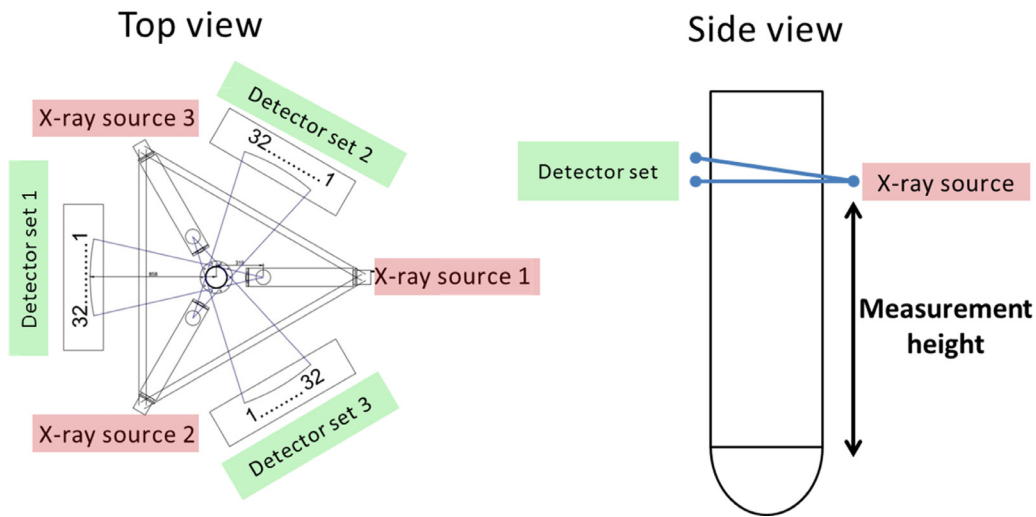 Top view
X-ray source 3
Detector set 2
32...........1
Detector set 1
32.........1
X-ray source 1
X-ray source 2
1.........32
Detector set 3
Side view
Detector set
X-ray source
Measurement
height